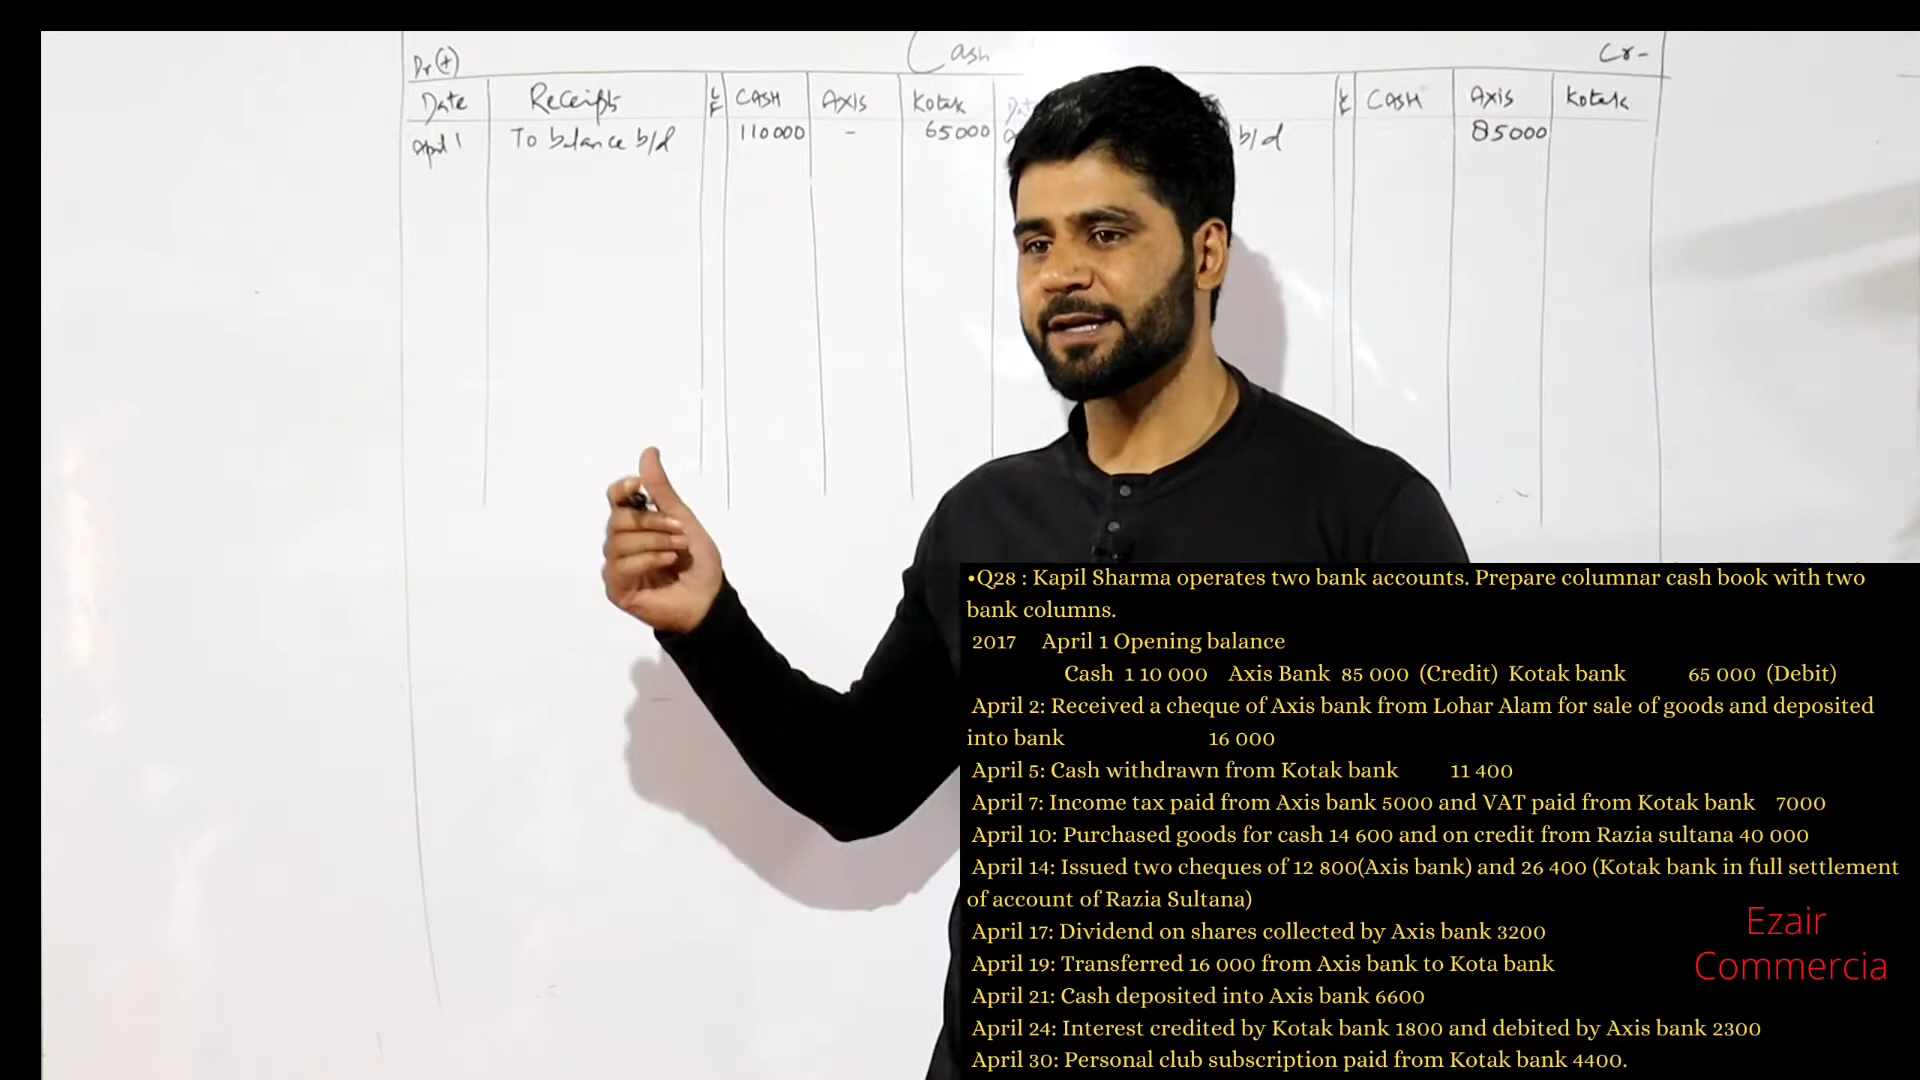 Cash
Dr(+) Cr-
Date Receipts LF CASH AXIS Kotak LF CASH AXIS Kotak
April 1 To balance b/d 110000 - 65000 b/d 85000
•Q28 : Kapil Sharma operates two bank accounts. Prepare columnar cash book with two
bank columns.
2017 April 1 Opening balance
Cash 1 10 000 Axis Bank 85 000 (Credit) Kotak bank 65 000 (Debit)
April 2: Received a cheque of Axis bank from Lohar Alam for sale of goods and deposited
into bank 16 000
April 5: Cash withdrawn from Kotak bank 11 400
April 7: Income tax paid from Axis bank 5000 and VAT paid from Kotak bank 7000
April 10: Purchased goods for cash 14 600 and on credit from Razia sultana 40 000
April 14: Issued two cheques of 12 800(Axis bank) and 26 400 (Kotak bank in full settlement
of account of Razia Sultana)
April 17: Dividend on shares collected by Axis bank 3200
April 19: Transferred 16 000 from Axis bank to Kota bank
April 21: Cash deposited into Axis bank 6600
April 24: Interest credited by Kotak bank 1800 and debited by Axis bank 2300
April 30: Personal club subscription paid from Kotak bank 4400.
Ezair
Commercia